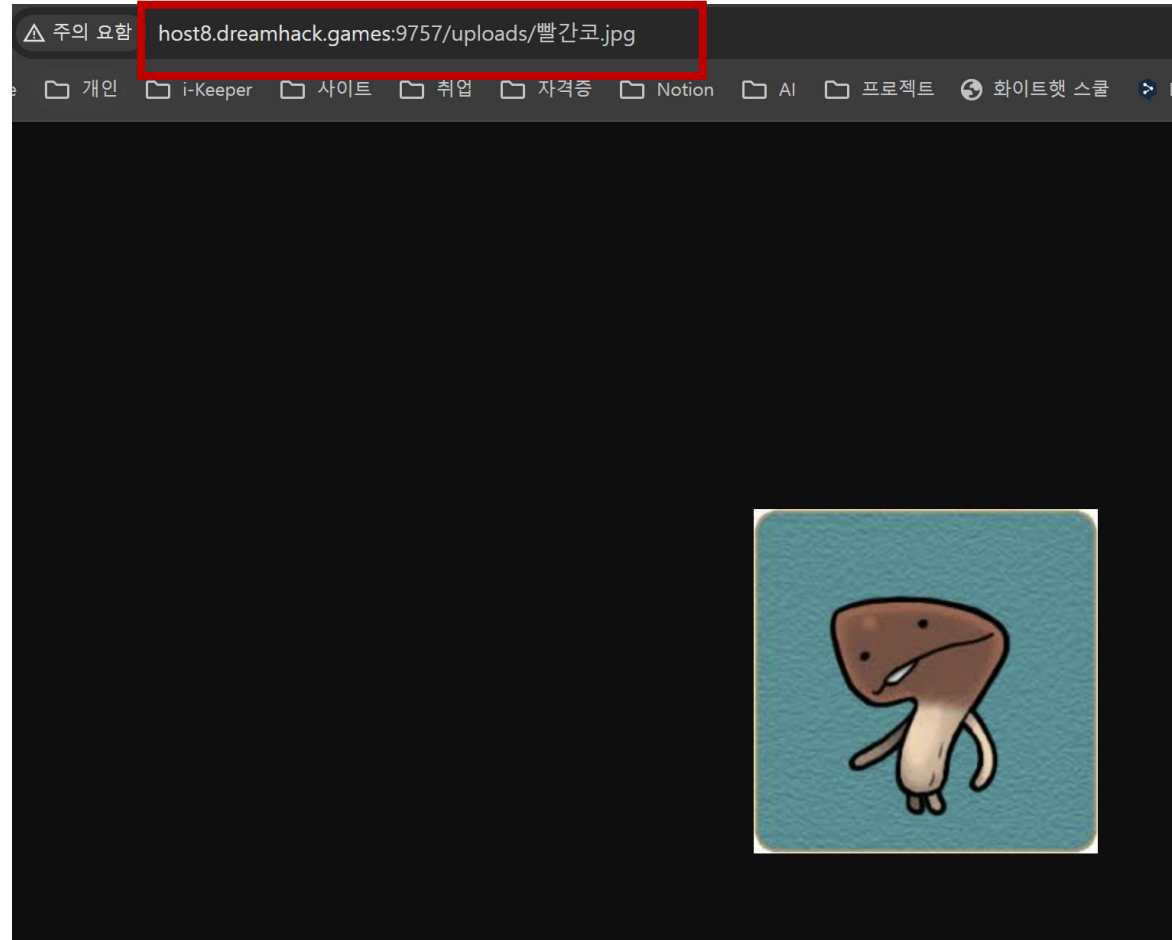 주의 요함 host8.dreamhack.games:9757/uploads/빨간코.jpg
개인 i-Keeper 사이트 취업 자격증 Notion AI 프로젝트 화이트햇 스쿨